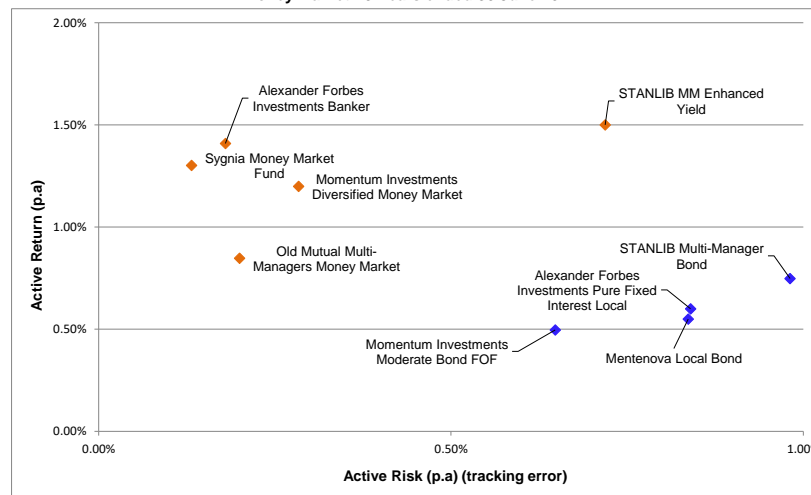 2.00%
Alexander Forbes
Investments Banker
STANLIB MM Enhanced
Yield
1.50%
Sygnia Money Market
Fund
Momentum Investments
Diversified Money Market
1.00%
Old Mutual Multi-
Managers Money Market
STANLIB Multi-Manager
Bond
Alexander Forbes
Investments Pure Fixed
Interest Local
0.50%
Momentum Investments
Moderate Bond FOF
Mentenova Local Bond
0.00%
0.00%
0.50%
1.00%
Active Return (p.a)
Active Risk (p.a) (tracking error)